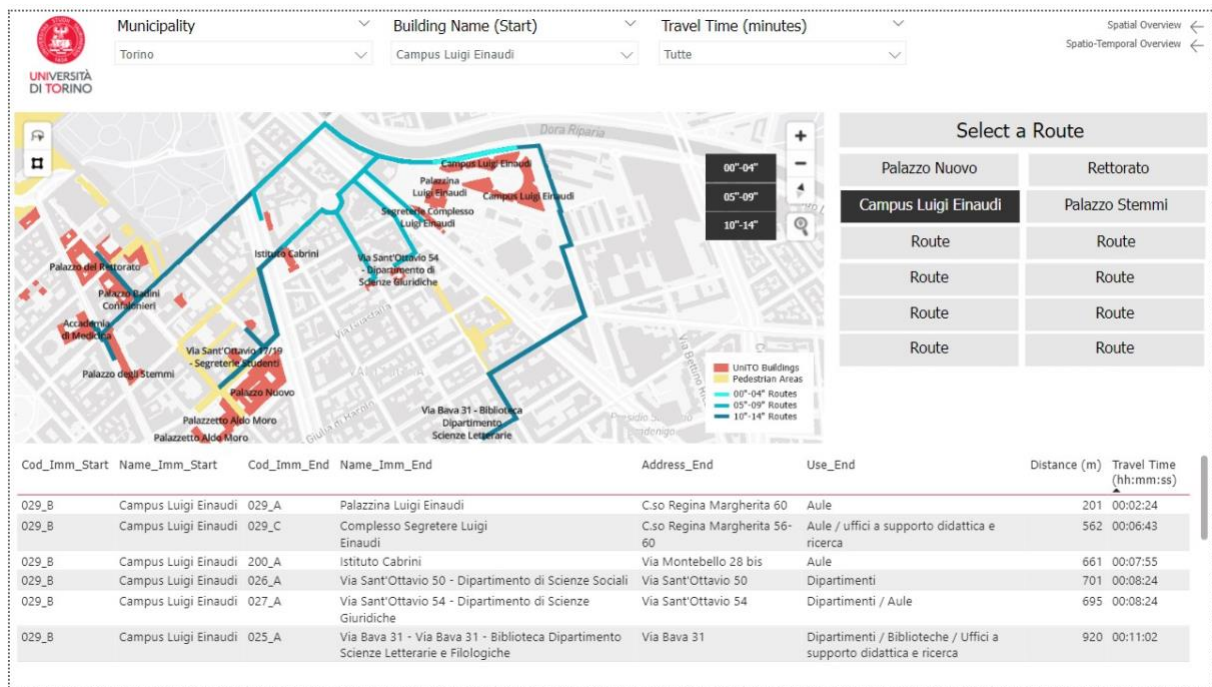 UNIVERSITÀ
DI TORINO
Municipality
Torino
Building Name (Start)
Campus Luigi Einaudi
Travel Time (minutes)
Tutte
Spatial Overview
Spatio-Temporal Overview
Dora Riparia
Campus Luigi Einaudi
Palazzina
Luigi Einaudi
Campus Luigi Einaudi
Segreterie Complesso
Luigi Einaudi
Istituto Cabrini
Via Sant'Ottavio 54
- Dipartimento di
Scienze Giuridiche
Palazzo del Rettorato
Palazzo Badini
Confalonieri
Accademia
di Medicina
Palazzo degli Stemmi
Via Sant'Ottavio 17/19
- Segreterie Studenti
Palazzo Nuovo
Palazzetto Aldo Moro
Palazzetto Aldo Moro
Via Bava 31 - Biblioteca
Dipartimento
Scienze Letterarie
00"-04"
05"-09"
10"-14"
UniTO Buildings
Pedestrian Areas
00"-04" Routes
05"-09" Routes
10"-14" Routes
Select a Route
Palazzo Nuovo Rettorato
Campus Luigi Einaudi Palazzo Stemmi
Route Route
Route Route
Route Route
Route Route
Cod_Imm_Start Name_Imm_Start Cod_Imm_End Name_Imm_End Address_End Use_End Distance (m) Travel Time
(hh:mm:ss)
029_B Campus Luigi Einaudi 029_A Palazzina Luigi Einaudi C.so Regina Margherita 60 Aule 201 00:02:24
029_B Campus Luigi Einaudi 029_C Complesso Segretere Luigi C.so Regina Margherita 56- Aule / uffici a supporto didattica e 562 00:06:43
Einaudi 60 ricerca
029_B Campus Luigi Einaudi 200_A Istituto Cabrini Via Montebello 28 bis Aule 661 00:07:55
029_B Campus Luigi Einaudi 026_A Via Sant'Ottavio 50 - Dipartimento di Scienze Sociali Via Sant'Ottavio 50 Dipartimenti 701 00:08:24
029_B Campus Luigi Einaudi 027_A Via Sant'Ottavio 54 - Dipartimento di Scienze Via Sant'Ottavio 54 Dipartimenti / Aule 695 00:08:24
Giuridiche
029_B Campus Luigi Einaudi 025_A Via Bava 31 - Via Bava 31 - Biblioteca Dipartimento Via Bava 31 Dipartimenti / Biblioteche / Uffici a 920 00:11:02
Scienze Letterarie e Filologiche supporto didattica e ricerca